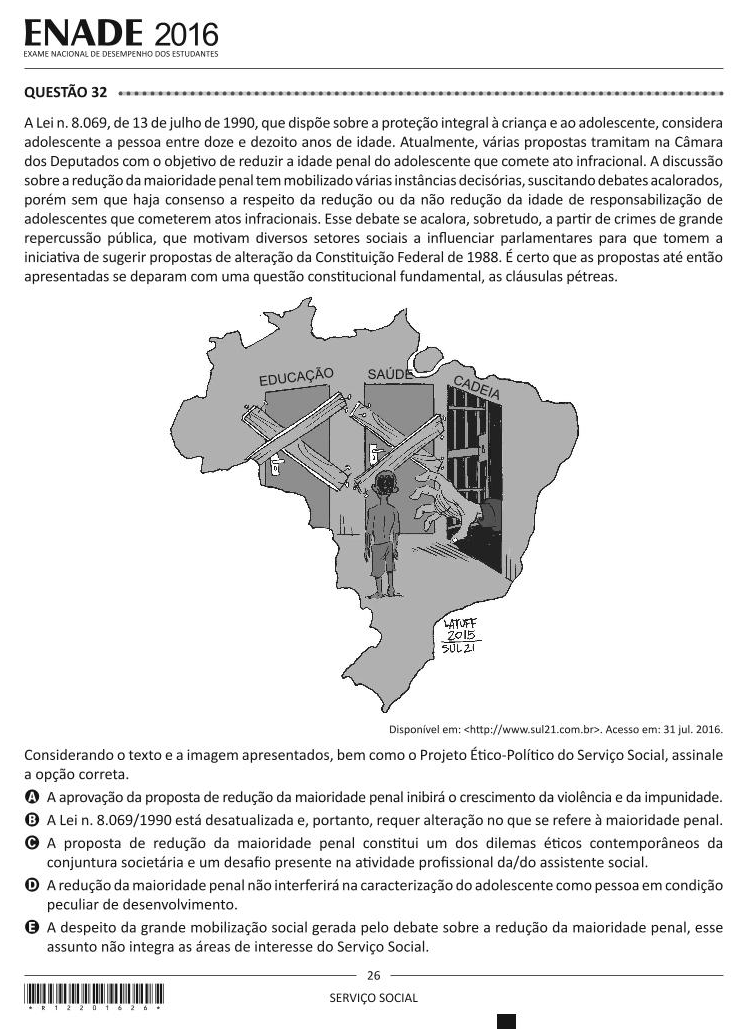 ENADE 2016
EXAME NACIONAL DE DESEMPENHO DOS ESTUDANTES
QUESTÃO 32
A Lei n. 8.069, de 13 de julho de 1990, que dispõe sobre a proteção integral à criança e ao adolescente, considera
adolescente a pessoa entre doze e dezoito anos de idade. Atualmente, várias propostas tramitam na Câmara
dos Deputados com o objetivo de reduzir a idade penal do adolescente que comete ato infracional. A discussão
sobre a redução da maioridade penal tem mobilizado várias instâncias decisórias, suscitando debates acalorados,
porém sem que haja consenso a respeito da redução ou da não redução da idade de responsabilização de
adolescentes que cometerem atos infracionais. Esse debate se acalora, sobretudo, a partir de crimes de grande
repercussão pública, que motivam diversos setores sociais a influenciar parlamentares para que tomem a
iniciativa de sugerir propostas de alteração da Constituição Federal de 1988. É certo que as propostas até então
apresentadas se deparam com uma questão constitucional fundamental, as cláusulas pétreas.
EDUCAÇÃO
SAÚDE
CADEIA
LATUFF
2015
SUL21
Disponível em: <http://www.sul21.com.br>. Acesso em: 31 jul. 2016.
Considerando o texto e a imagem apresentados, bem como o Projeto Ético-Político do Serviço Social, assinale
a opção correta.
A A aprovação da proposta de redução da maioridade penal inibirá o crescimento da violência e da impunidade.
B A Lei n. 8.069/1990 está desatualizada e, portanto, requer alteração no que se refere à maioridade penal.
C A proposta de redução da maioridade penal constitui um dos dilemas éticos contemporâneos da
conjuntura societária e um desafio presente na atividade profissional da/do assistente social.
D A redução da maioridade penal não interferirá na caracterização do adolescente como pessoa em condição
peculiar de desenvolvimento.
E A despeito da grande mobilização social gerada pelo debate sobre a redução da maioridade penal, esse
assunto não integra as áreas de interesse do Serviço Social.
26
SERVIÇO SOCIAL
* R 1 2 2 0 1 6 2 6 *